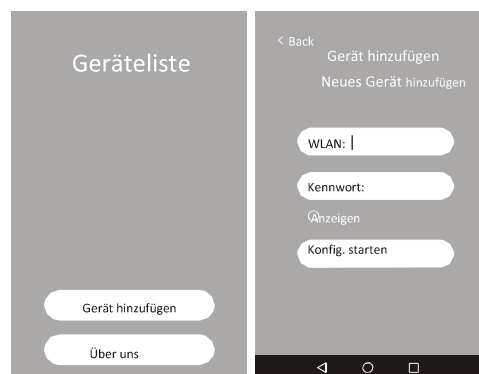 Geräteliste
Gerät hinzufügen
Über uns
< Back
Gerät hinzufügen
Neues Gerät hinzufügen
WLAN:
Kennwort:
Anzeigen
Konfig. starten